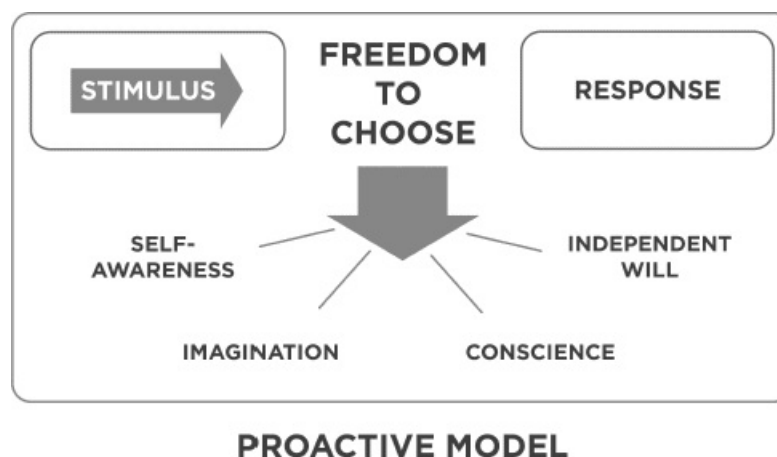 STIMULUS
FREEDOM
TO
CHOOSE
RESPONSE
SELF-
AWARENESS
IMAGINATION
CONSCIENCE
INDEPENDENT
WILL
PROACTIVE MODEL